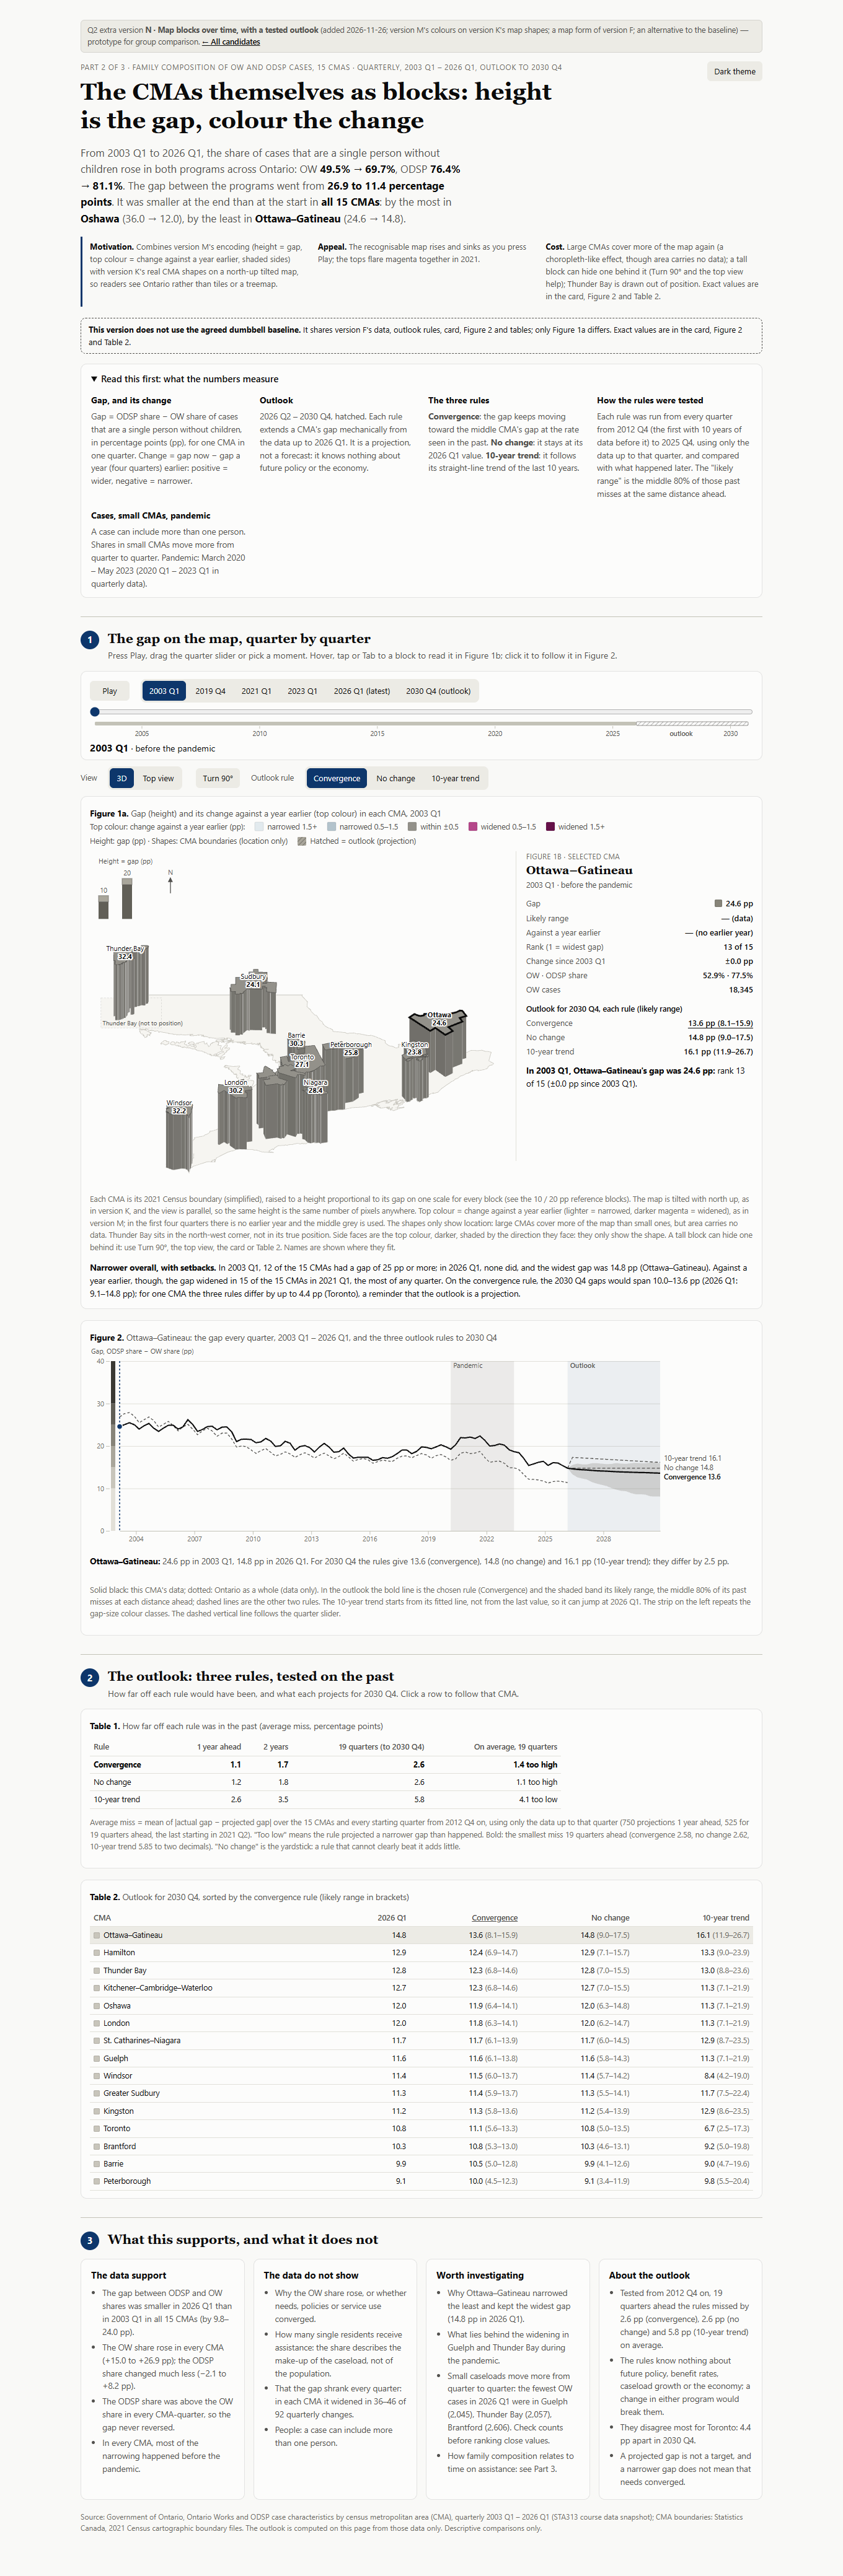 Q2 extra version N · Map blocks over time, with a tested outlook (added 2026-11-26; version M's colours on version K's map shapes; a map form of version F; an alternative to the baseline) —
prototype for group comparison. ← All candidates
PART 2 OF 3 · FAMILY COMPOSITION OF OW AND ODSP CASES, 15 CMAS · QUARTERLY, 2003 Q1 – 2026 Q1, OUTLOOK TO 2030 Q4
Dark theme
The CMAs themselves as blocks: height
is the gap, colour the change
From 2003 Q1 to 2026 Q1, the share of cases that are a single person without
children rose in both programs across Ontario: OW 49.5% → 69.7%, ODSP 76.4%
→ 81.1%. The gap between the programs went from 26.9 to 11.4 percentage
points. It was smaller at the end than at the start in all 15 CMAs: by the most in
Oshawa (36.0 → 12.0), by the least in Ottawa–Gatineau (24.6 → 14.8).
Motivation. Combines version M's encoding (height = gap,
top colour = change against a year earlier, shaded sides)
with version K's real CMA shapes on a north-up tilted map,
so readers see Ontario rather than tiles or a treemap.
Appeal. The recognisable map rises and sinks as you press
Play; the tops flare magenta together in 2021.
Cost. Large CMAs cover more of the map again (a
choropleth-like effect, though area carries no data); a tall
block can hide one behind it (Turn 90° and the top view
help); Thunder Bay is drawn out of position. Exact values are
in the card, Figure 2 and Table 2.
This version does not use the agreed dumbbell baseline. It shares version F's data, outlook rules, card, Figure 2 and tables; only Figure 1a differs. Exact values are in the card, Figure 2
and Table 2.
▼ Read this first: what the numbers measure
Gap, and its change
Gap = ODSP share − OW share of cases
that are a single person without children,
in percentage points (pp), for one CMA in
one quarter. Change = gap now − gap a
year (four quarters) earlier: positive =
wider, negative = narrower.
Outlook
2026 Q2 – 2030 Q4, hatched. Each rule
extends a CMA's gap mechanically from
the data up to 2026 Q1. It is a projection,
not a forecast: it knows nothing about
future policy or the economy.
The three rules
Convergence: the gap keeps moving
toward the middle CMA's gap at the rate
seen in the past. No change: it stays at its
2026 Q1 value. 10-year trend: it follows
its straight-line trend of the last 10 years.
How the rules were tested
Each rule was run from every quarter
from 2012 Q4 (the first with 10 years of
data before it) to 2025 Q4, using only the
data up to that quarter, and compared
with what happened later. The "likely
range" is the middle 80% of those past
misses at the same distance ahead.
Cases, small CMAs, pandemic
A case can include more than one person.
Shares in small CMAs move more from
quarter to quarter. Pandemic: March 2020
– May 2023 (2020 Q1 – 2023 Q1 in
quarterly data).
1 The gap on the map, quarter by quarter
Press Play, drag the quarter slider or pick a moment. Hover, tap or Tab to a block to read it in Figure 1b; click it to follow it in Figure 2.
Play 2003 Q1 2019 Q4 2021 Q1 2023 Q1 2026 Q1 (latest) 2030 Q4 (outlook)
2005 2010 2015 2020 2025 outlook 2030
2003 Q1 · before the pandemic
View 3D Top view Turn 90° Outlook rule Convergence No change 10-year trend
Figure 1a. Gap (height) and its change against a year earlier (top colour) in each CMA, 2003 Q1
Top colour: change against a year earlier (pp): narrowed 1.5+ narrowed 0.5–1.5 within ±0.5 widened 0.5–1.5 widened 1.5+
Height: gap (pp) · Shapes: CMA boundaries (location only) Hatched = outlook (projection)
Height = gap (pp)
20
10
N
Thunder Bay
32.4
Thunder Bay (not to position)
Sudbury
24.1
Barrie
30.3
Toronto
27.1
Peterborough
25.8
Kingston
23.8
Ottawa
24.6
London
30.2
Niagara
28.4
Windsor
32.2
FIGURE 1B · SELECTED CMA
Ottawa–Gatineau
2003 Q1 · before the pandemic
Gap 24.6 pp
Likely range — (data)
Against a year earlier — (no earlier year)
Rank (1 = widest gap) 13 of 15
Change since 2003 Q1 ±0.0 pp
OW · ODSP share 52.9% · 77.5%
OW cases 18,345
Outlook for 2030 Q4, each rule (likely range)
Convergence 13.6 pp (8.1–15.9)
No change 14.8 pp (9.0–17.5)
10-year trend 16.1 pp (11.9–26.7)
In 2003 Q1, Ottawa–Gatineau's gap was 24.6 pp: rank 13
of 15 (±0.0 pp since 2003 Q1).
Each CMA is its 2021 Census boundary (simplified), raised to a height proportional to its gap on one scale for every block (see the 10 / 20 pp reference blocks). The map is tilted with north up, as
in version K, and the view is parallel, so the same height is the same number of pixels anywhere. Top colour = change against a year earlier (lighter = narrowed, darker magenta = widened), as in
version M; in the first four quarters there is no earlier year and the middle grey is used. The shapes only show location: large CMAs cover more of the map than small ones, but area carries no
data. Thunder Bay sits in the north-west corner, not in its true position. Side faces are the top colour, darker, shaded by the direction they face; they only show the shape. A tall block can hide one
behind it: use Turn 90°, the top view, the card or Table 2. Names are shown where they fit.
Narrower overall, with setbacks. In 2003 Q1, 12 of the 15 CMAs had a gap of 25 pp or more; in 2026 Q1, none did, and the widest gap was 14.8 pp (Ottawa–Gatineau). Against a
year earlier, though, the gap widened in 15 of the 15 CMAs in 2021 Q1, the most of any quarter. On the convergence rule, the 2030 Q4 gaps would span 10.0–13.6 pp (2026 Q1:
9.1–14.8 pp); for one CMA the three rules differ by up to 4.4 pp (Toronto), a reminder that the outlook is a projection.
Figure 2. Ottawa–Gatineau: the gap every quarter, 2003 Q1 – 2026 Q1, and the three outlook rules to 2030 Q4
Gap, ODSP share − OW share (pp)
40
30
20
10
0
Pandemic
Outlook
10-year trend 16.1
No change 14.8
Convergence 13.6
2004 2007 2010 2013 2016 2019 2022 2025 2028
Ottawa–Gatineau: 24.6 pp in 2003 Q1, 14.8 pp in 2026 Q1. For 2030 Q4 the rules give 13.6 (convergence), 14.8 (no change) and 16.1 pp (10-year trend); they differ by 2.5 pp.
Solid black: this CMA's data; dotted: Ontario as a whole (data only). In the outlook the bold line is the chosen rule (Convergence) and the shaded band its likely range, the middle 80% of its past
misses at each distance ahead; dashed lines are the other two rules. The 10-year trend starts from its fitted line, not from the last value, so it can jump at 2026 Q1. The strip on the left repeats the
gap-size colour classes. The dashed vertical line follows the quarter slider.
2 The outlook: three rules, tested on the past
How far off each rule would have been, and what each projects for 2030 Q4. Click a row to follow that CMA.
Table 1. How far off each rule was in the past (average miss, percentage points)
Rule 1 year ahead 2 years 19 quarters (to 2030 Q4) On average, 19 quarters
Convergence 1.1 1.7 2.6 1.4 too high
No change 1.2 1.8 2.6 1.1 too high
10-year trend 2.6 3.5 5.8 4.1 too low
Average miss = mean of |actual gap − projected gap| over the 15 CMAs and every starting quarter from 2012 Q4 on, using only the data up to that quarter (750 projections 1 year ahead, 525 for
19 quarters ahead, the last starting in 2021 Q2). "Too low" means the rule projected a narrower gap than happened. Bold: the smallest miss 19 quarters ahead (convergence 2.58, no change 2.62,
10-year trend 5.85 to two decimals). "No change" is the yardstick: a rule that cannot clearly beat it adds little.
Table 2. Outlook for 2030 Q4, sorted by the convergence rule (likely range in brackets)
CMA 2026 Q1 Convergence No change 10-year trend
Ottawa–Gatineau 14.8 13.6 (8.1–15.9) 14.8 (9.0–17.5) 16.1 (11.9–26.7)
Hamilton 12.9 12.4 (6.9–14.7) 12.9 (7.1–15.7) 13.3 (9.0–23.9)
Thunder Bay 12.8 12.3 (6.8–14.6) 12.8 (7.0–15.5) 13.0 (8.8–23.6)
Kitchener–Cambridge–Waterloo 12.7 12.3 (6.8–14.6) 12.7 (7.0–15.5) 11.3 (7.1–21.9)
Oshawa 12.0 11.9 (6.4–14.1) 12.0 (6.3–14.8) 11.3 (7.1–21.9)
London 12.0 11.8 (6.3–14.1) 12.0 (6.2–14.7) 11.3 (7.1–21.9)
St. Catharines–Niagara 11.7 11.7 (6.1–13.9) 11.7 (6.0–14.5) 12.9 (8.7–23.5)
Guelph 11.6 11.6 (6.1–13.8) 11.6 (5.8–14.3) 11.3 (7.1–21.9)
Windsor 11.4 11.5 (6.0–13.7) 11.4 (5.7–14.2) 8.4 (4.2–19.0)
Greater Sudbury 11.3 11.4 (5.9–13.7) 11.3 (5.5–14.1) 11.7 (7.5–22.4)
Kingston 11.2 11.3 (5.8–13.6) 11.2 (5.4–13.9) 12.9 (8.6–23.5)
Toronto 10.8 11.1 (5.6–13.3) 10.8 (5.0–13.5) 6.7 (2.5–17.3)
Brantford 10.3 10.8 (5.3–13.0) 10.3 (4.6–13.1) 9.2 (5.0–19.8)
Barrie 9.9 10.5 (5.0–12.8) 9.9 (4.1–12.6) 9.0 (4.7–19.6)
Peterborough 9.1 10.0 (4.5–12.3) 9.1 (3.4–11.9) 9.8 (5.5–20.4)
3 What this supports, and what it does not
The data support
• The gap between ODSP and OW
shares was smaller in 2026 Q1 than
in 2003 Q1 in all 15 CMAs (by 9.8–
24.0 pp).
• The OW share rose in every CMA
(+15.0 to +26.9 pp); the ODSP
share changed much less (−2.1 to
+8.2 pp).
• The ODSP share was above the OW
share in every CMA-quarter, so the
gap never reversed.
• In every CMA, most of the
narrowing happened before the
pandemic.
The data do not show
• Why the OW share rose, or whether
needs, policies or service use
converged.
• How many single residents receive
assistance: the share describes the
make-up of the caseload, not of
the population.
• That the gap shrank every quarter:
in each CMA it widened in 36–46 of
92 quarterly changes.
• People: a case can include more
than one person.
Worth investigating
• Why Ottawa–Gatineau narrowed
the least and kept the widest gap
(14.8 pp in 2026 Q1).
• What lies behind the widening in
Guelph and Thunder Bay during
the pandemic.
• Small caseloads move more from
quarter to quarter: the fewest OW
cases in 2026 Q1 were in Guelph
(2,045), Thunder Bay (2,057),
Brantford (2,606). Check counts
before ranking close values.
• How family composition relates to
time on assistance: see Part 3.
About the outlook
• Tested from 2012 Q4 on, 19
quarters ahead the rules missed by
2.6 pp (convergence), 2.6 pp (no
change) and 5.8 pp (10-year trend)
on average.
• The rules know nothing about
future policy, benefit rates,
caseload growth or the economy; a
change in either program would
break them.
• They disagree most for Toronto: 4.4
pp apart in 2030 Q4.
• A projected gap is not a target, and
a narrower gap does not mean that
needs converged.
Source: Government of Ontario, Ontario Works and ODSP case characteristics by census metropolitan area (CMA), quarterly 2003 Q1 – 2026 Q1 (STA313 course data snapshot); CMA boundaries: Statistics
Canada, 2021 Census cartographic boundary files. The outlook is computed on this page from those data only. Descriptive comparisons only.